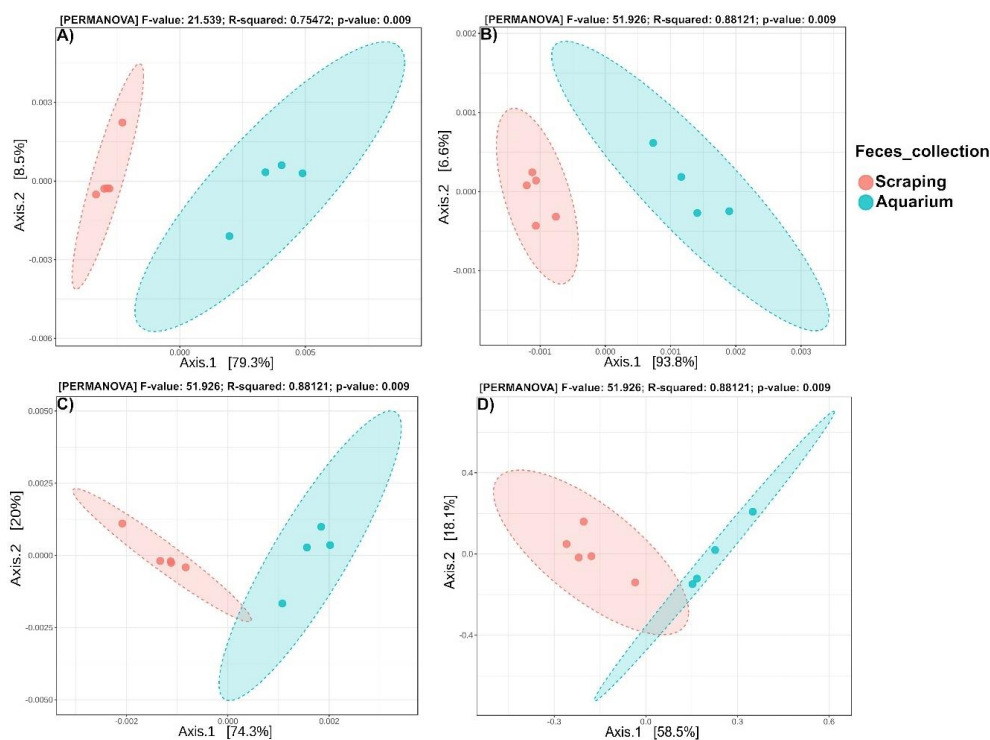 [PERMANOVA] F-value: 21.539; R-squared: 0.75472; p-value: 0.009
A)
0.003
0.000
-0.003
-0.006
Axis.2 [8.5%]
0.000
0.005
Axis.1 [79.3%]
[PERMANOVA] F-value: 51.926; R-squared: 0.88121; p-value: 0.009
B)
0.002
0.001
0.000
-0.001
Axis.2 [6.6%]
-0.001
0.000
0.001
0.002
0.003
Axis.1 [93.8%]
Feces_collection
Scraping
Aquarium
[PERMANOVA] F-value: 51.926; R-squared: 0.88121; p-value: 0.009
C)
0.0050
0.0025
0.0000
-0.0025
-0.0050
Axis.2 [20%]
-0.002
0.000
0.002
Axis.1 [74.3%]
[PERMANOVA] F-value: 51.926; R-squared: 0.88121; p-value: 0.009
D)
0.4
0.0
-0.4
Axis.2 [18.1%]
-0.3
0.0
0.3
0.6
Axis.1 [58.5%]